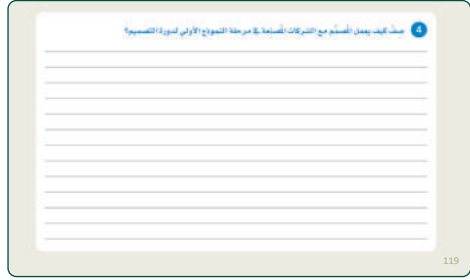 4 صف كيف يعمل المصمم مع الشركات المصنعة في مرحلة النموذج الأولي لدورة التصميم؟
119